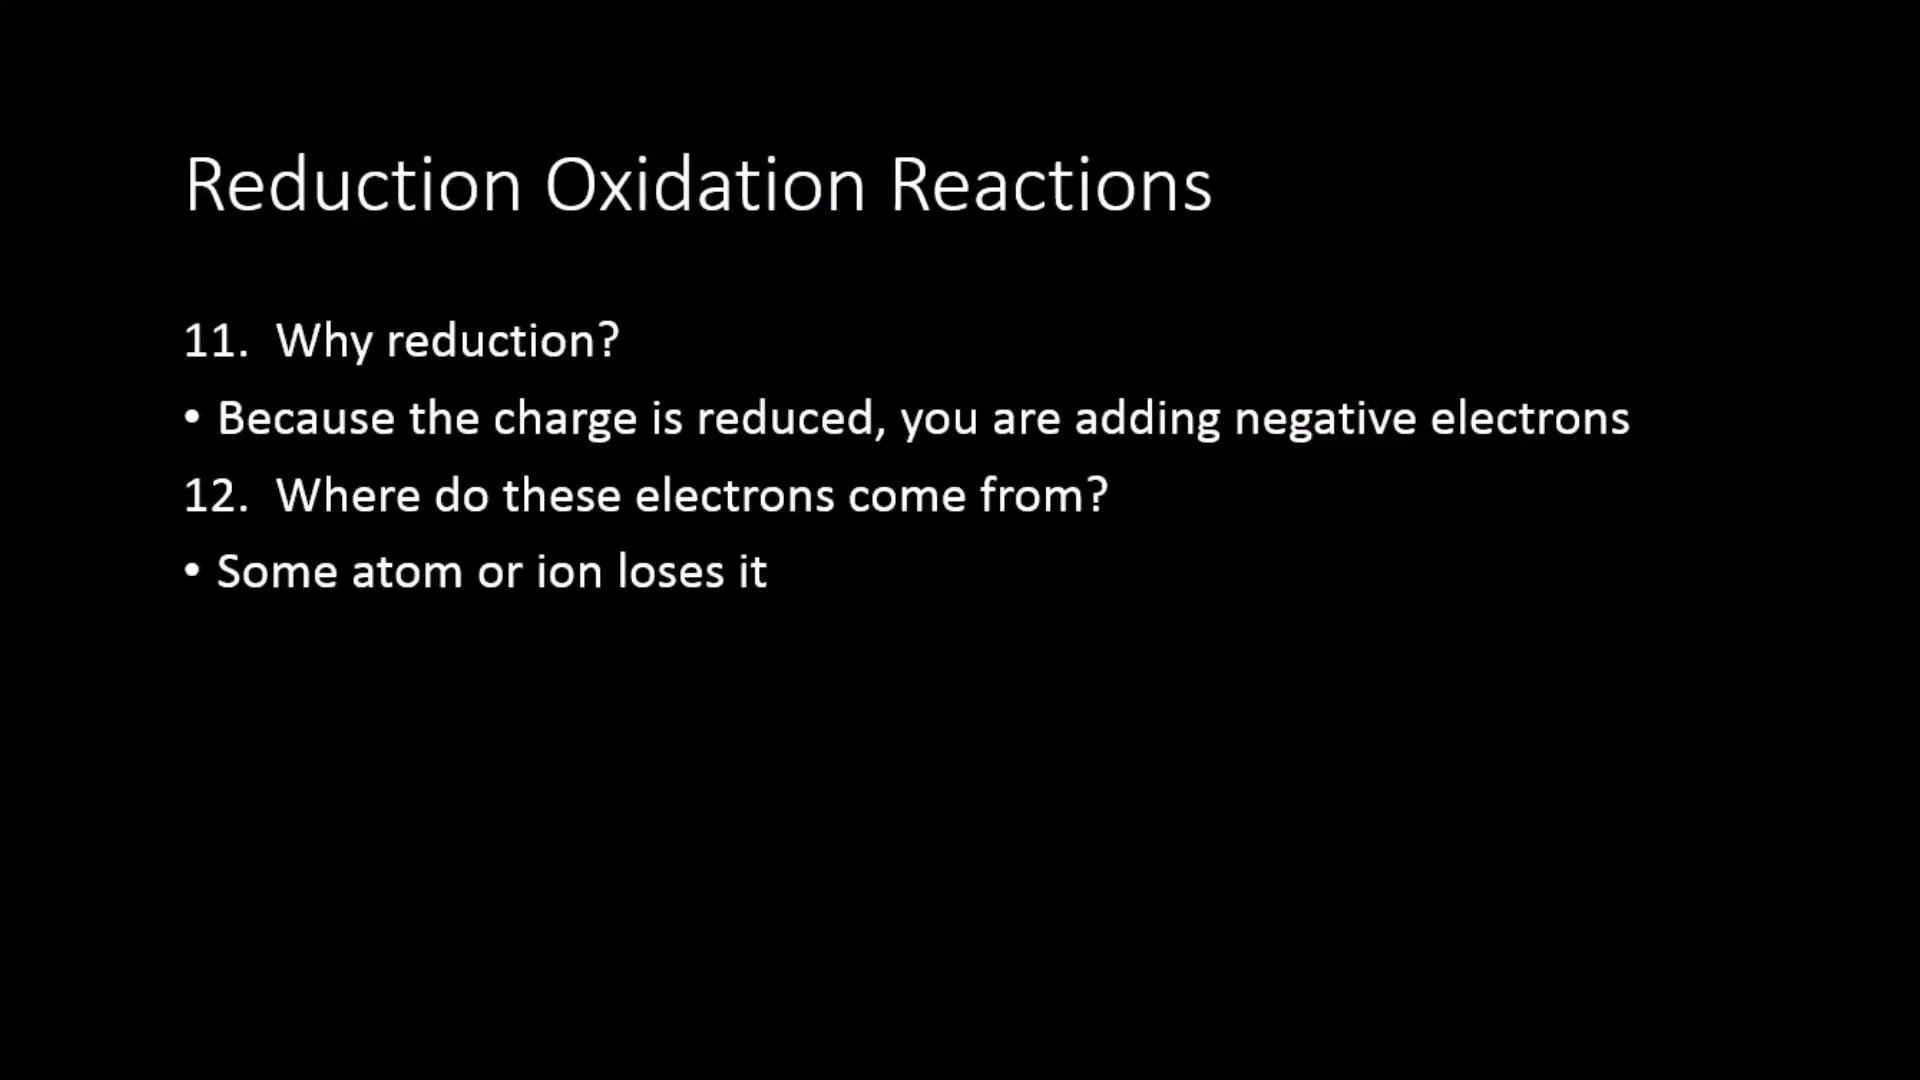 Reduction Oxidation Reactions
11. Why reduction?
• Because the charge is reduced, you are adding negative electrons
12. Where do these electrons come from?
• Some atom or ion loses it